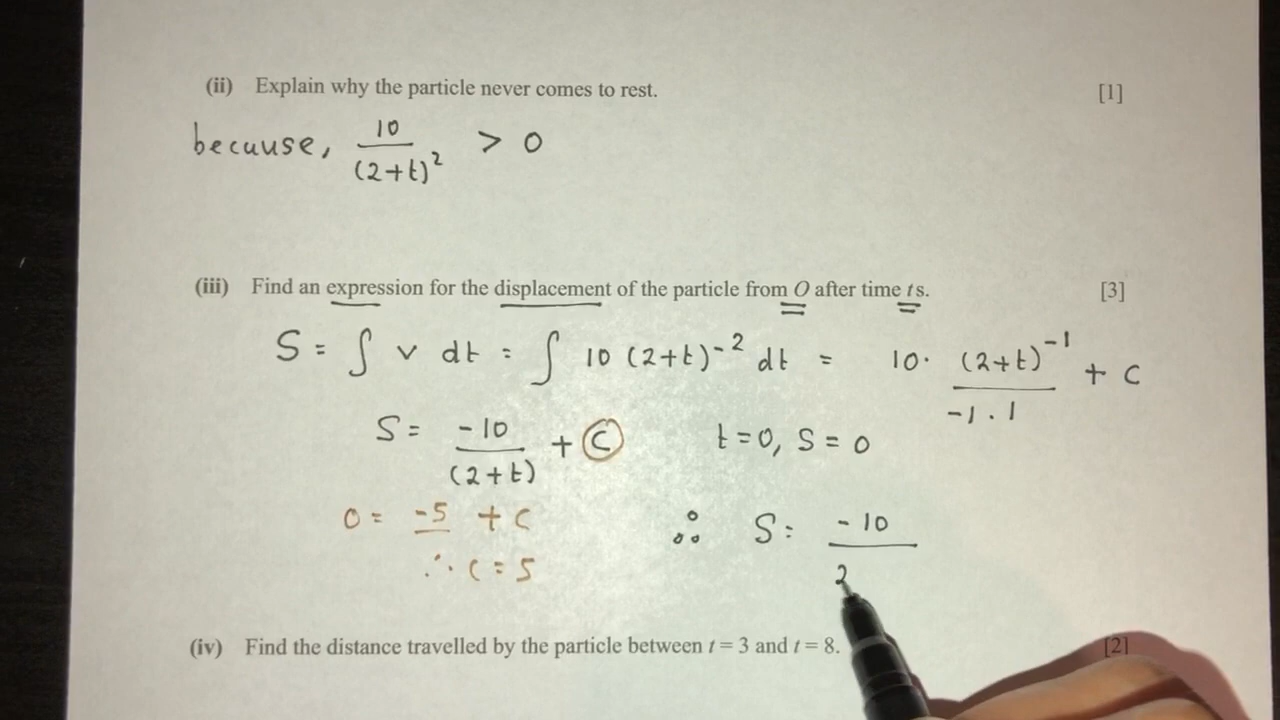 (ii) Explain why the particle never comes to rest. [1]
because, 10/(2+t)² > 0
(iii) Find an expression for the displacement of the particle from O after time t s. [3]
S = ∫ v dt = ∫ 10 (2+t)⁻² dt = 10 · (2+t)⁻¹/(-1 . 1) + C
S = -10/(2+t) + C t = 0, S = 0
0 = -5 + C
∴ C = 5
∴ S = -10/2
(iv) Find the distance travelled by the particle between t = 3 and t = 8. [2]